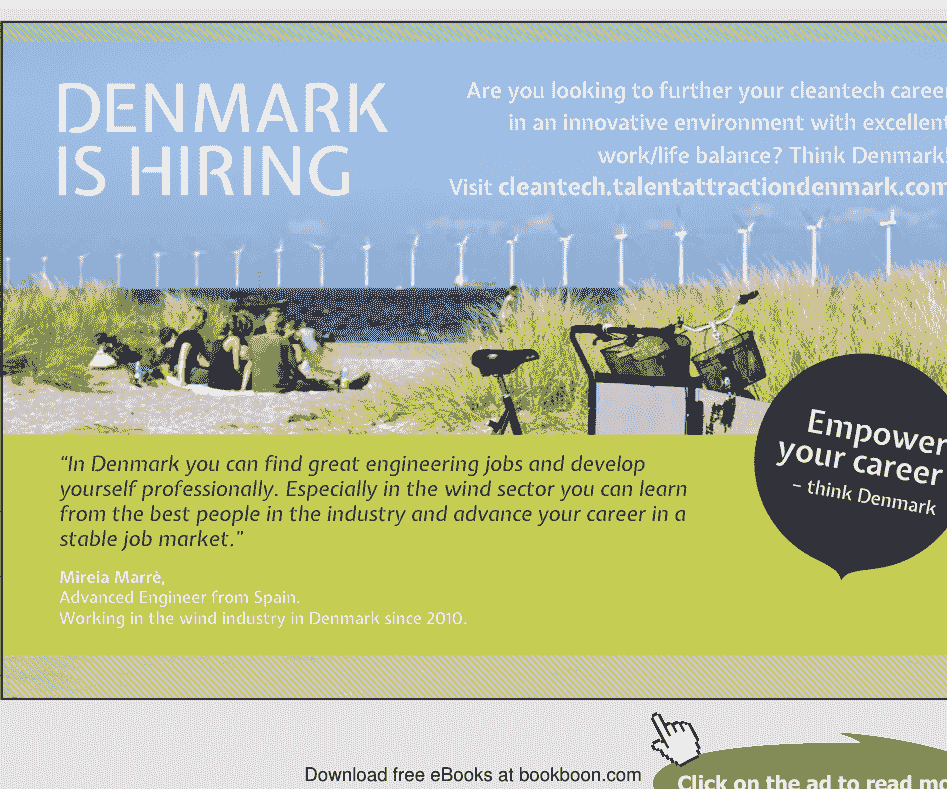 DENMARK
IS HIRING
Are you looking to further your cleantech career
in an innovative environment with excellent
work/life balance? Think Denmark!
Visit cleantech.talentattractiondenmark.com
Empower
your career
– think Denmark
“In Denmark you can find great engineering jobs and develop
yourself professionally. Especially in the wind sector you can learn
from the best people in the industry and advance your career in a
stable job market.”
Mireia Marrè,
Advanced Engineer from Spain.
Working in the wind industry in Denmark since 2010.
Download free eBooks at bookboon.com
Click on the ad to read mo